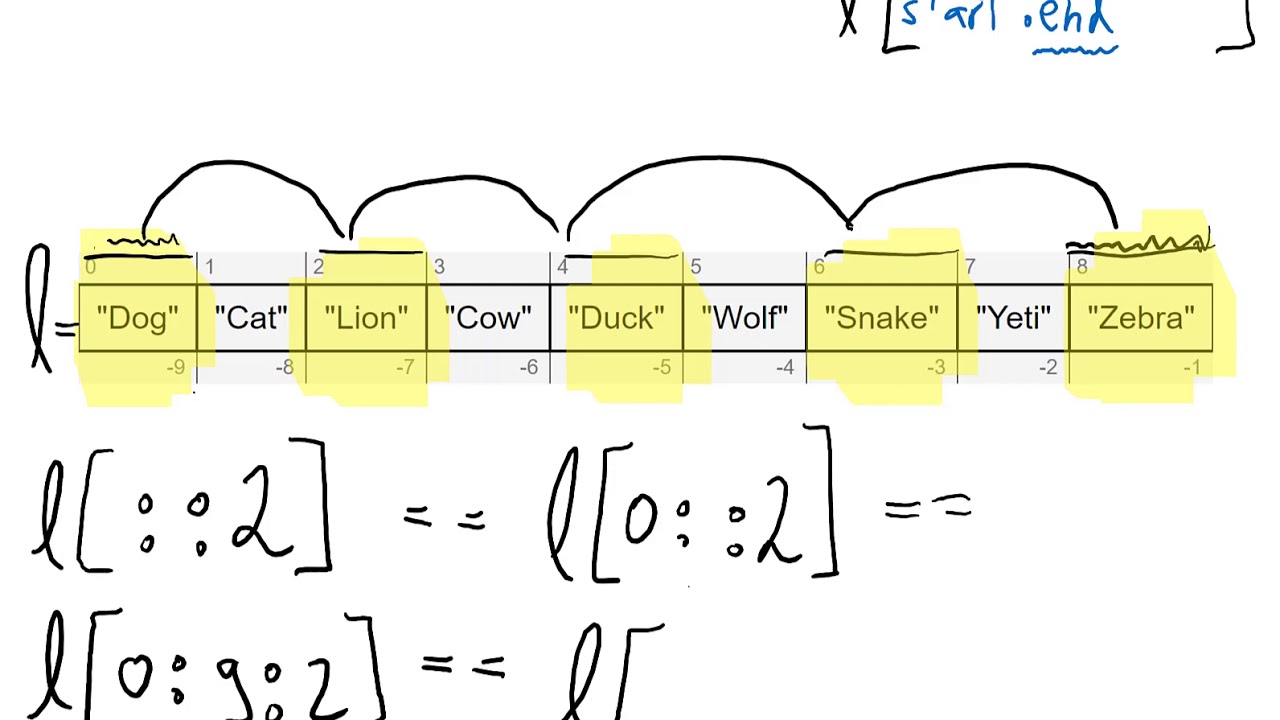 l [start :end ]
0 1 2 3 4 5 6 7 8
l = "Dog" "Cat" "Lion" "Cow" "Duck" "Wolf" "Snake" "Yeti" "Zebra"
-9 -8 -7 -6 -5 -4 -3 -2 -1
l[::2] == l[0::2] ==
l[0:9:2] == l[